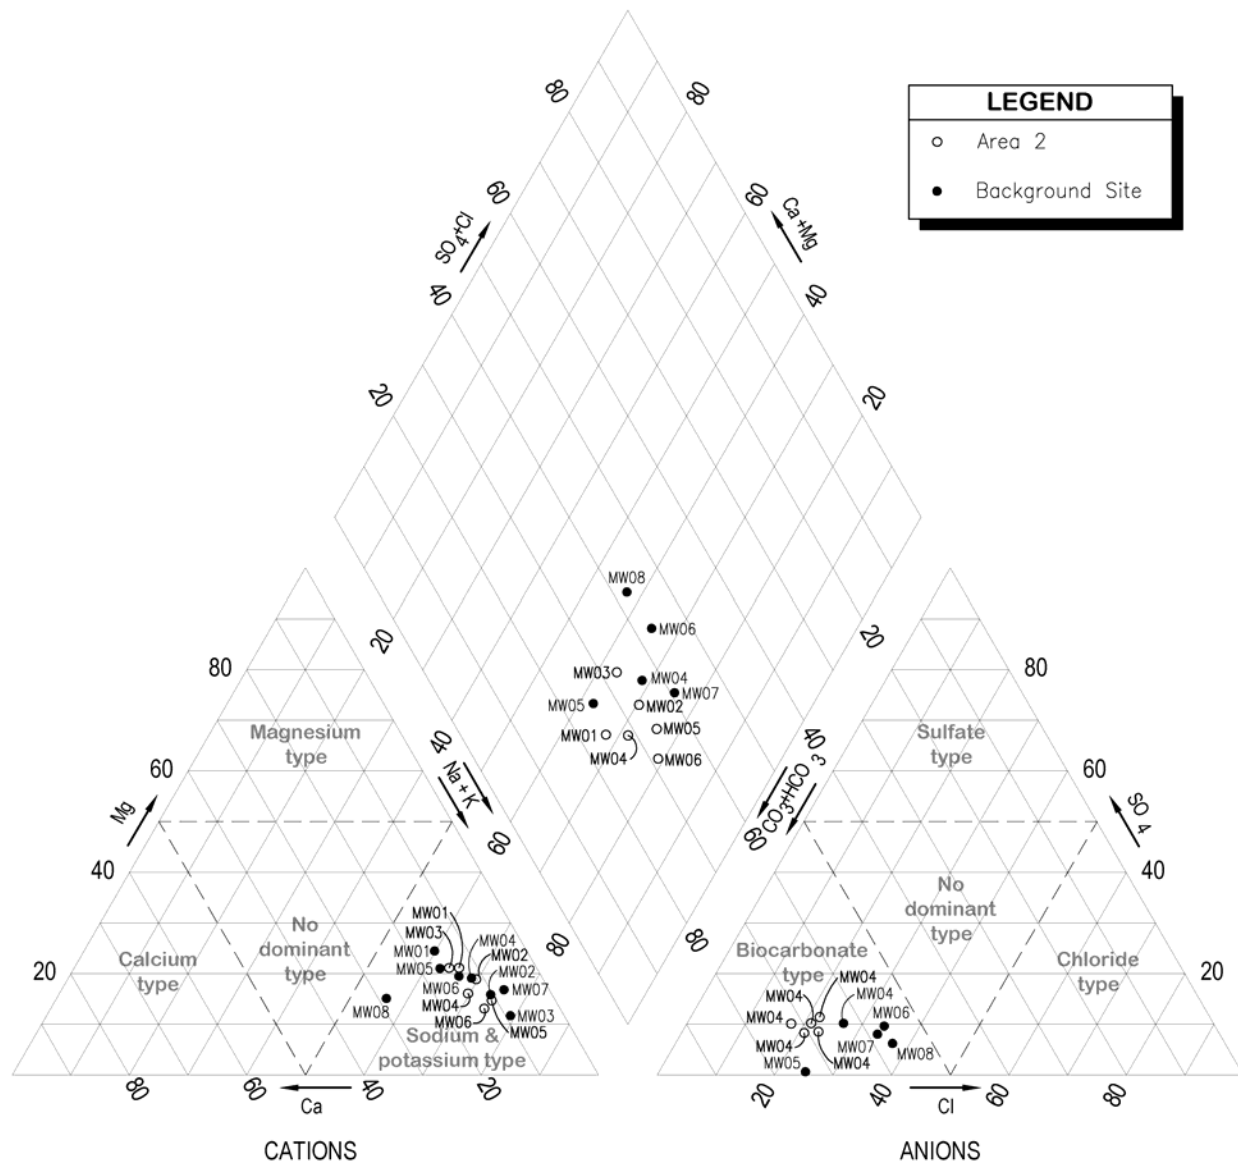 80
80
LEGEND
Area 2
Background Site
60
SO4+Cl
60
Ca+Mg
40
40
20
20
MW08
MW06
MW03
MW04
MW07
MW05
MW02
MW01
MW05
MW04
MW06
20
20
80
80
Magnesium
type
Sulfate
type
40
Na + K
40
CO3+HCO3
60
60
Mg
60
60
SO4
40
40
MW01
MW03
MW01
MW04
MW02
MW05
MW02
MW06
MW07
MW04
MW08
MW03
MW06
MW05
No
dominant
type
Calcium
type
Sodium &
potassium type
20
80
80
No
dominant
type
Biocarbonate
type
Chloride
type
20
MW04
MW04
MW04
MW04
MW06
MW04
MW07
MW04
MW08
MW05
80
60
Ca
40
20
20
40
Cl
60
80
CATIONS
ANIONS